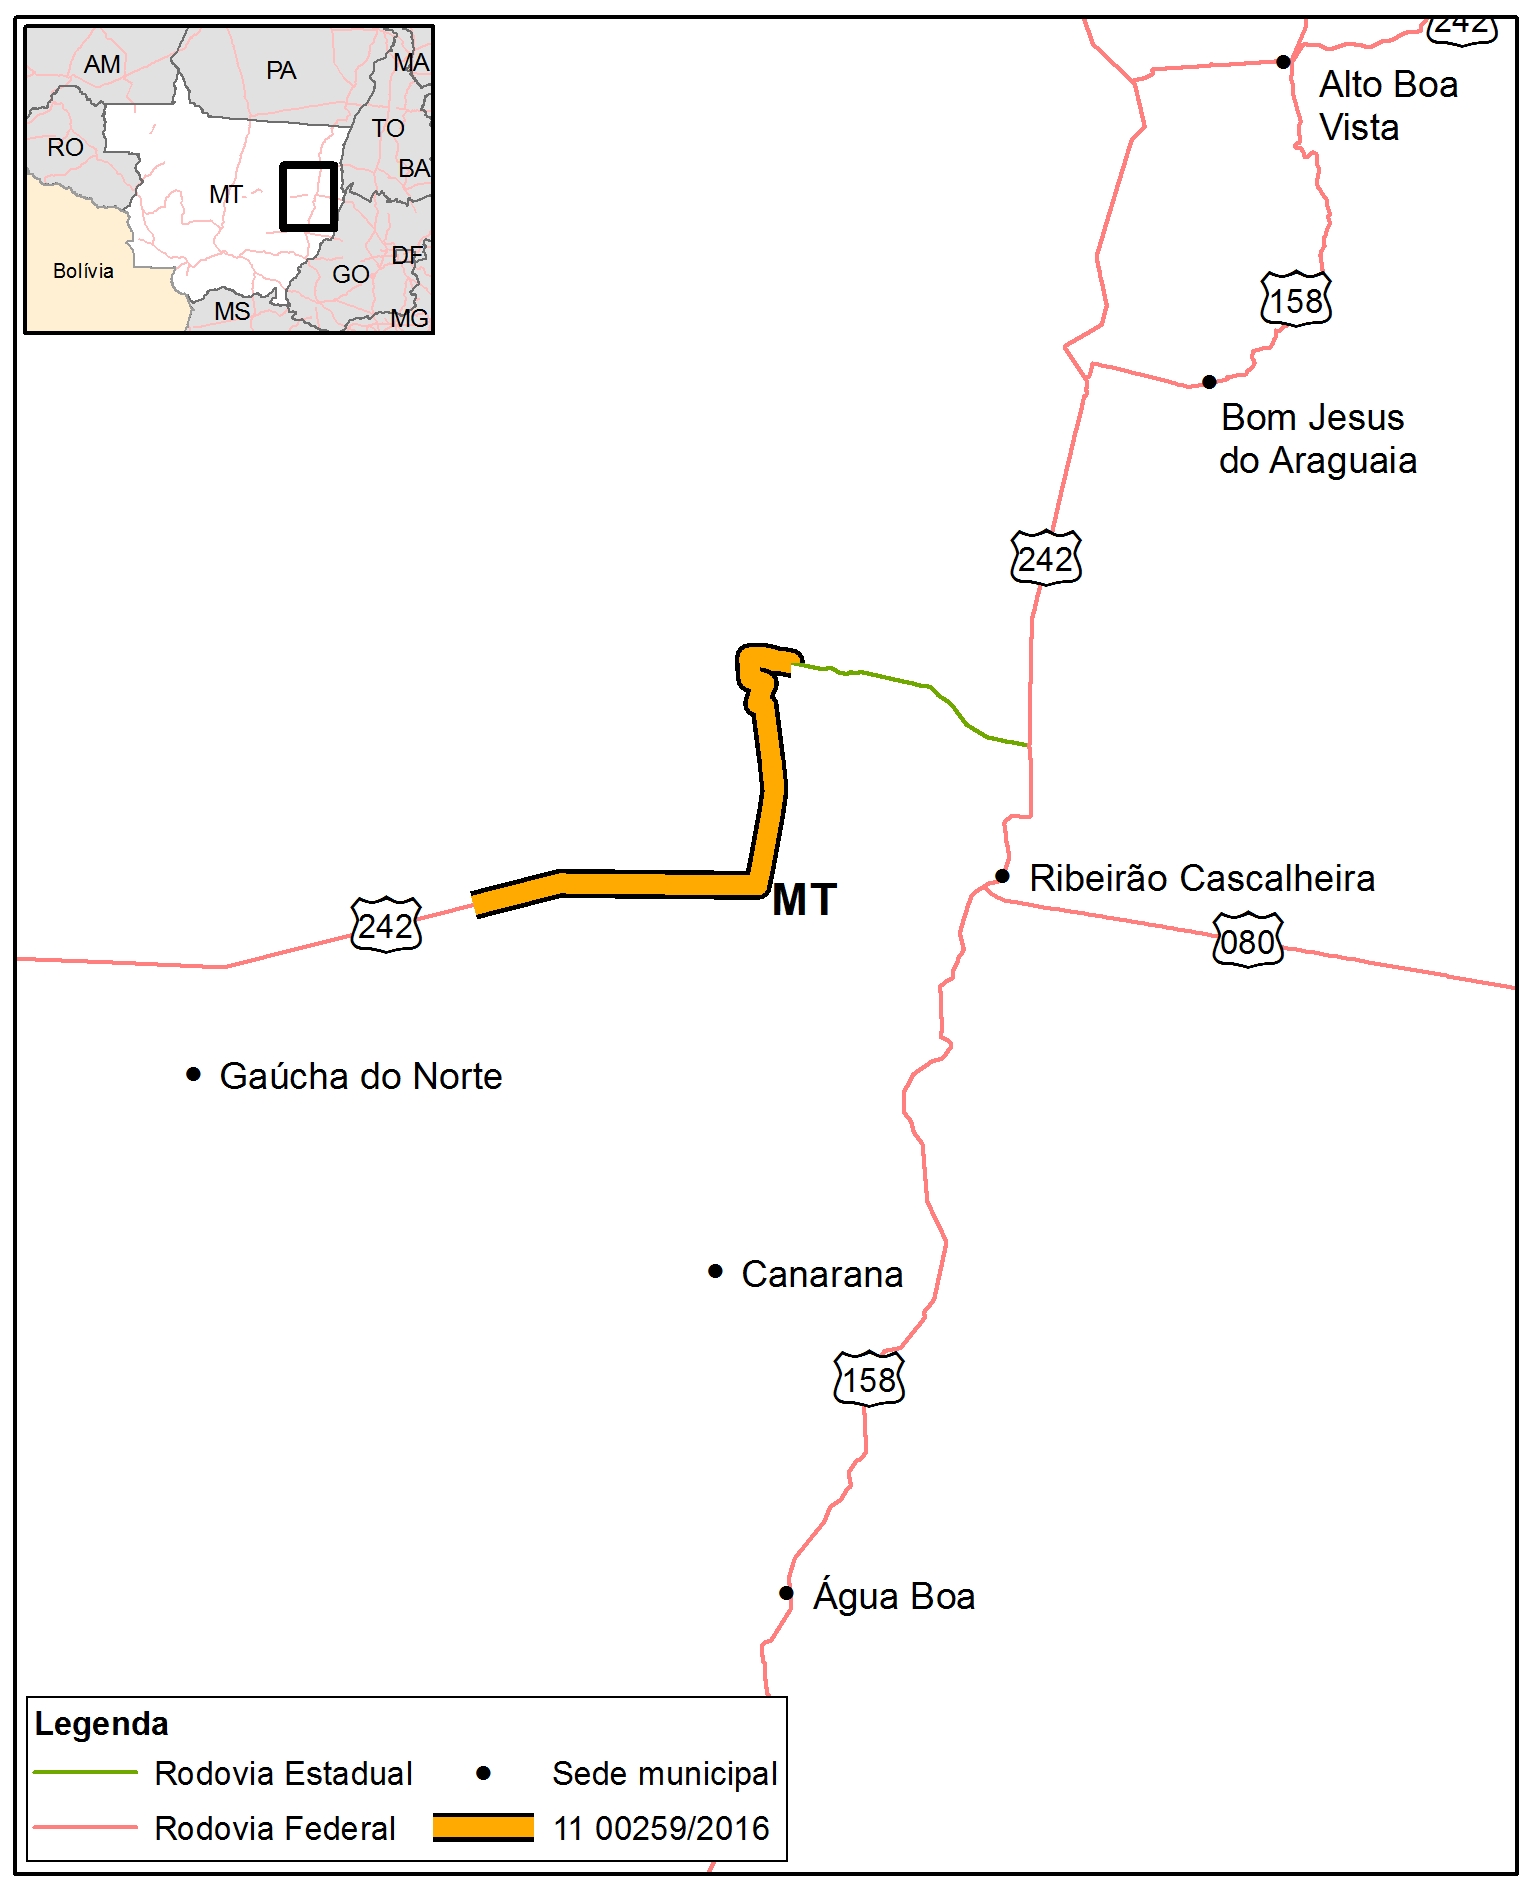 AM
PA
MA
TO
RO
BA
MT
DF
Bolívia
GO
MS
MG
242
Alto Boa
Vista
158
Bom Jesus
do Araguaia
242
MT
Ribeirão Cascalheira
242
080
Gaúcha do Norte
Canarana
158
Água Boa
Legenda
Rodovia Estadual
Sede municipal
Rodovia Federal
11 00259/2016